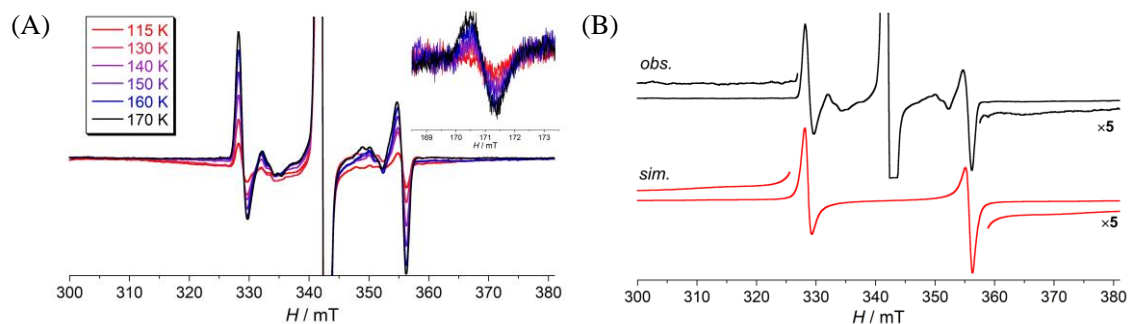 (A)
115 K
130 K
140 K
150 K
160 K
170 K
169 170 171 172 173
H / mT
300 310 320 330 340 350 360 370 380
H / mT
(B)
obs.
×5
sim.
×5
300 310 320 330 340 350 360 370 380
H / mT